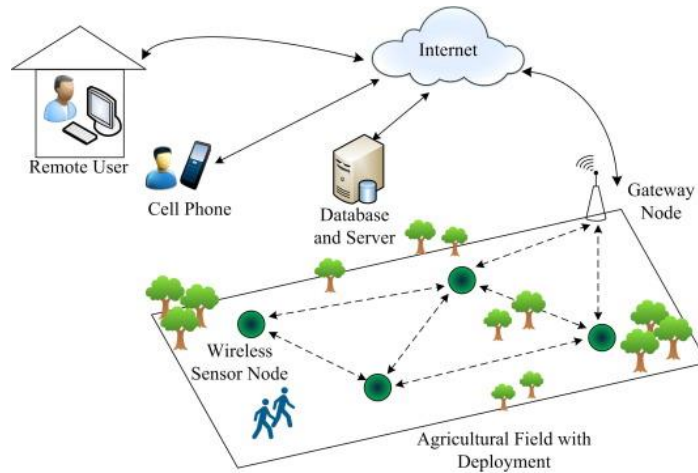 Internet
Remote User
Cell Phone
Database
and Server
Gateway
Node
Wireless
Sensor Node
Agricultural Field with
Deployment